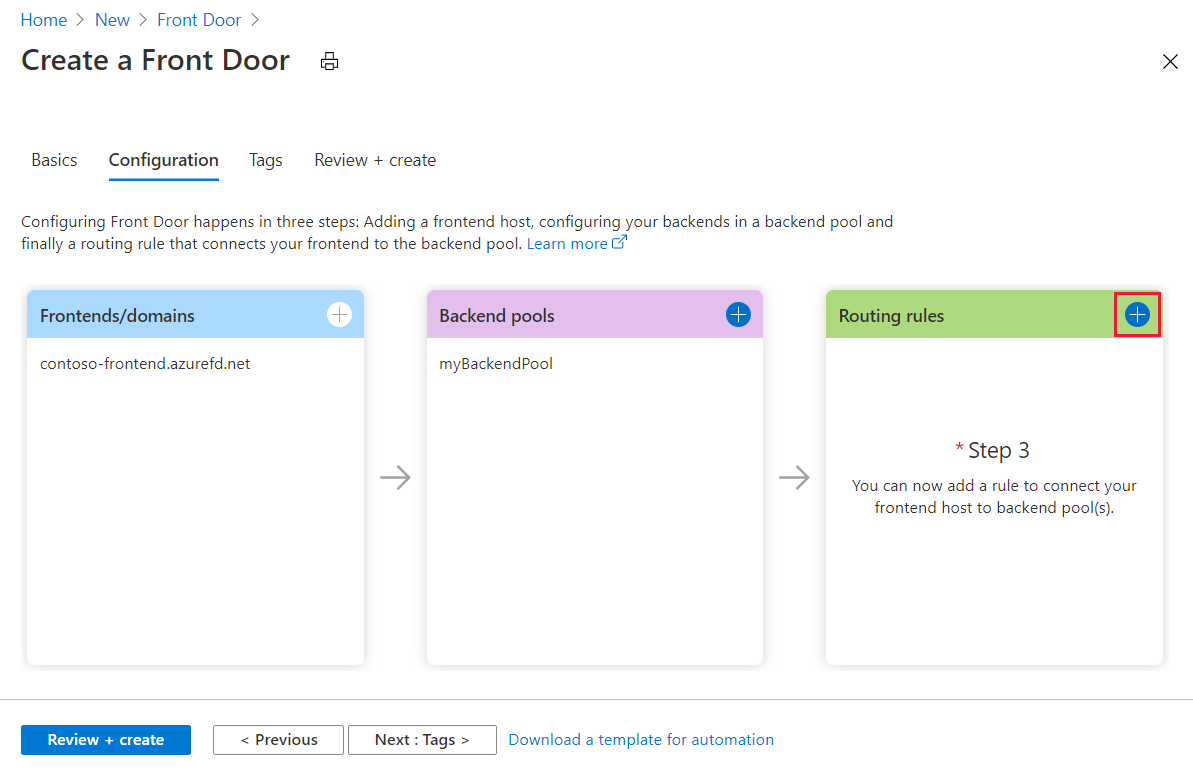 Home > New > Front Door >
Create a Front Door
Basics Configuration Tags Review + create
Configuring Front Door happens in three steps: Adding a frontend host, configuring your backends in a backend pool and
finally a routing rule that connects your frontend to the backend pool. Learn more
Frontends/domains
contoso-frontend.azurefd.net
Backend pools
myBackendPool
Routing rules
* Step 3
You can now add a rule to connect your
frontend host to backend pool(s).
Review + create < Previous Next : Tags > Download a template for automation